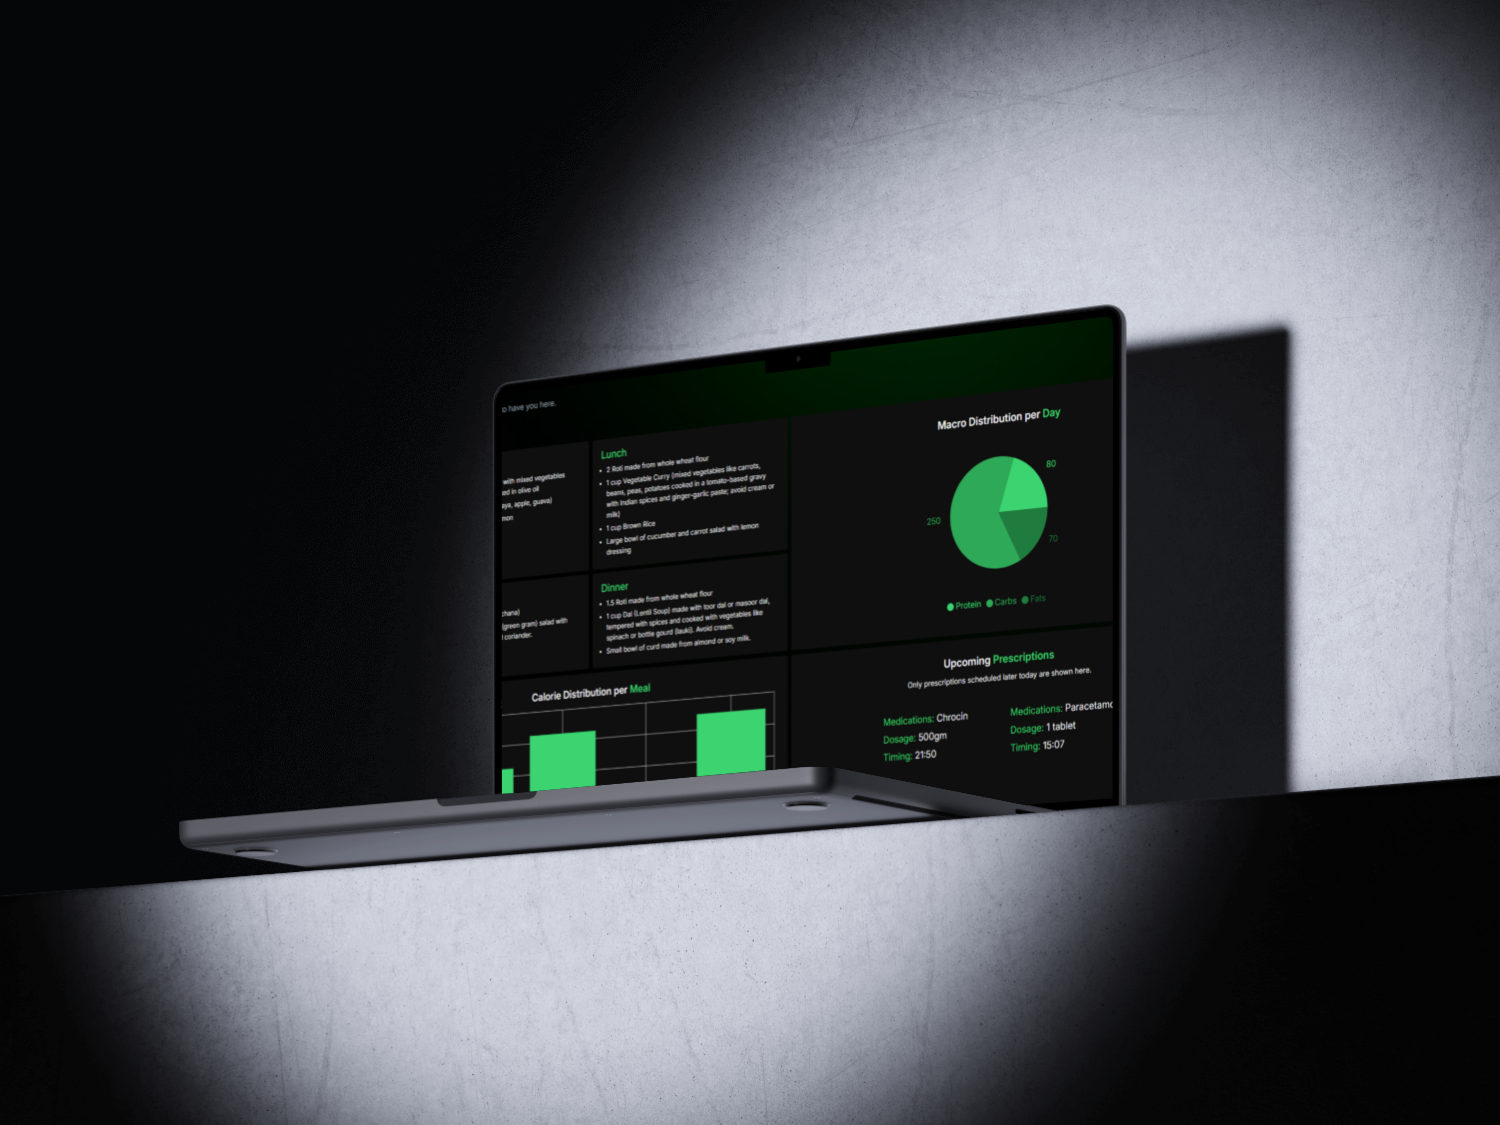 o have you here.
with mixed vegetables
ed in olive oil
aya, apple, guava)
mon
Lunch
• 2 Roti made from whole wheat flour
• 1 cup Vegetable Curry (mixed vegetables like carrots,
beans, peas, potatoes cooked in a tomato-based gravy
with Indian spices and ginger-garlic paste; avoid cream or
milk)
• 1 cup Brown Rice
• Large bowl of cucumber and carrot salad with lemon
dressing
chana)
(green gram) salad with
coriander.
Dinner
• 1.5 Roti made from whole wheat flour
• 1 cup Dal (Lentil Soup) made with toor dal or masoor dal,
tempered with spices and cooked with vegetables like
spinach or bottle gourd (lauki). Avoid cream.
• Small bowl of curd made from almond or soy milk.
Calorie Distribution per Meal
Macro Distribution per Day
80
250
70
Protein Carbs Fats
Upcoming Prescriptions
Only prescriptions scheduled later today are shown here.
Medications: Chrocin
Dosage: 500gm
Timing: 21:50
Medications: Paracetamo
Dosage: 1 tablet
Timing: 15:07